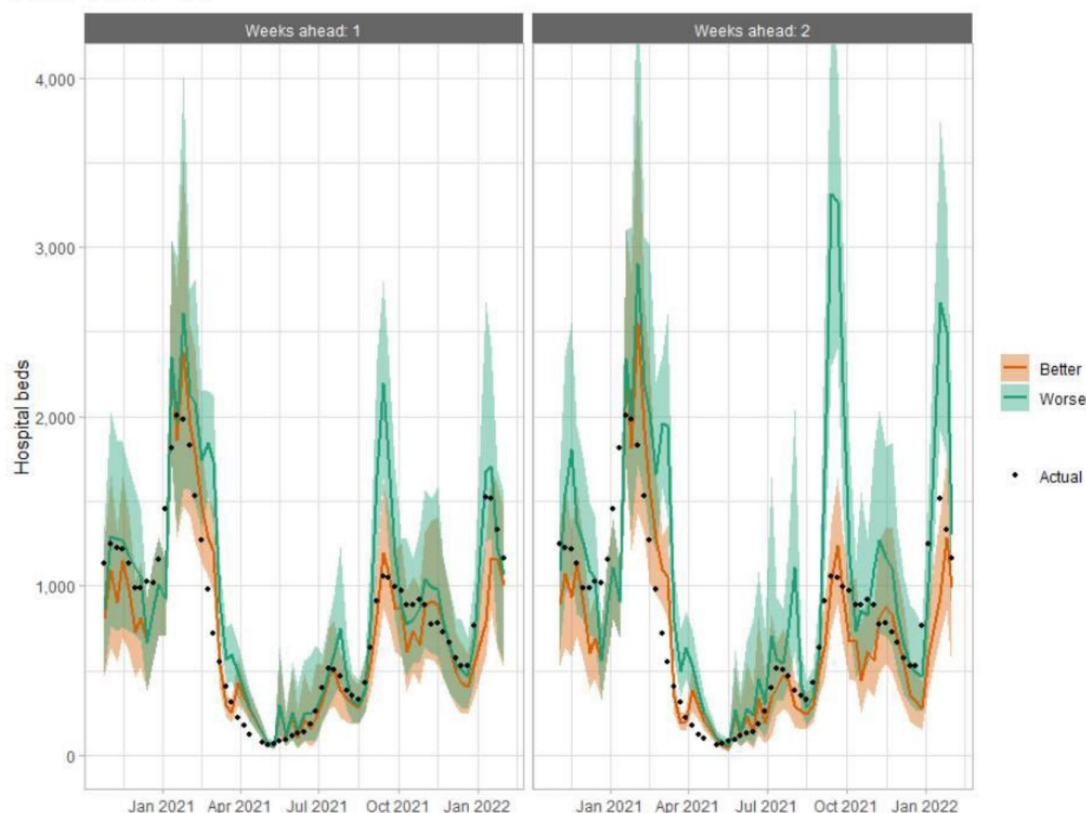 Weeks ahead: 1
Weeks ahead: 2
4,000
3,000
2,000
1,000
0
Hospital beds
Better
Worse
Actual
Jan 2021 Apr 2021 Jul 2021 Oct 2021 Jan 2022
Jan 2021 Apr 2021 Jul 2021 Oct 2021 Jan 2022